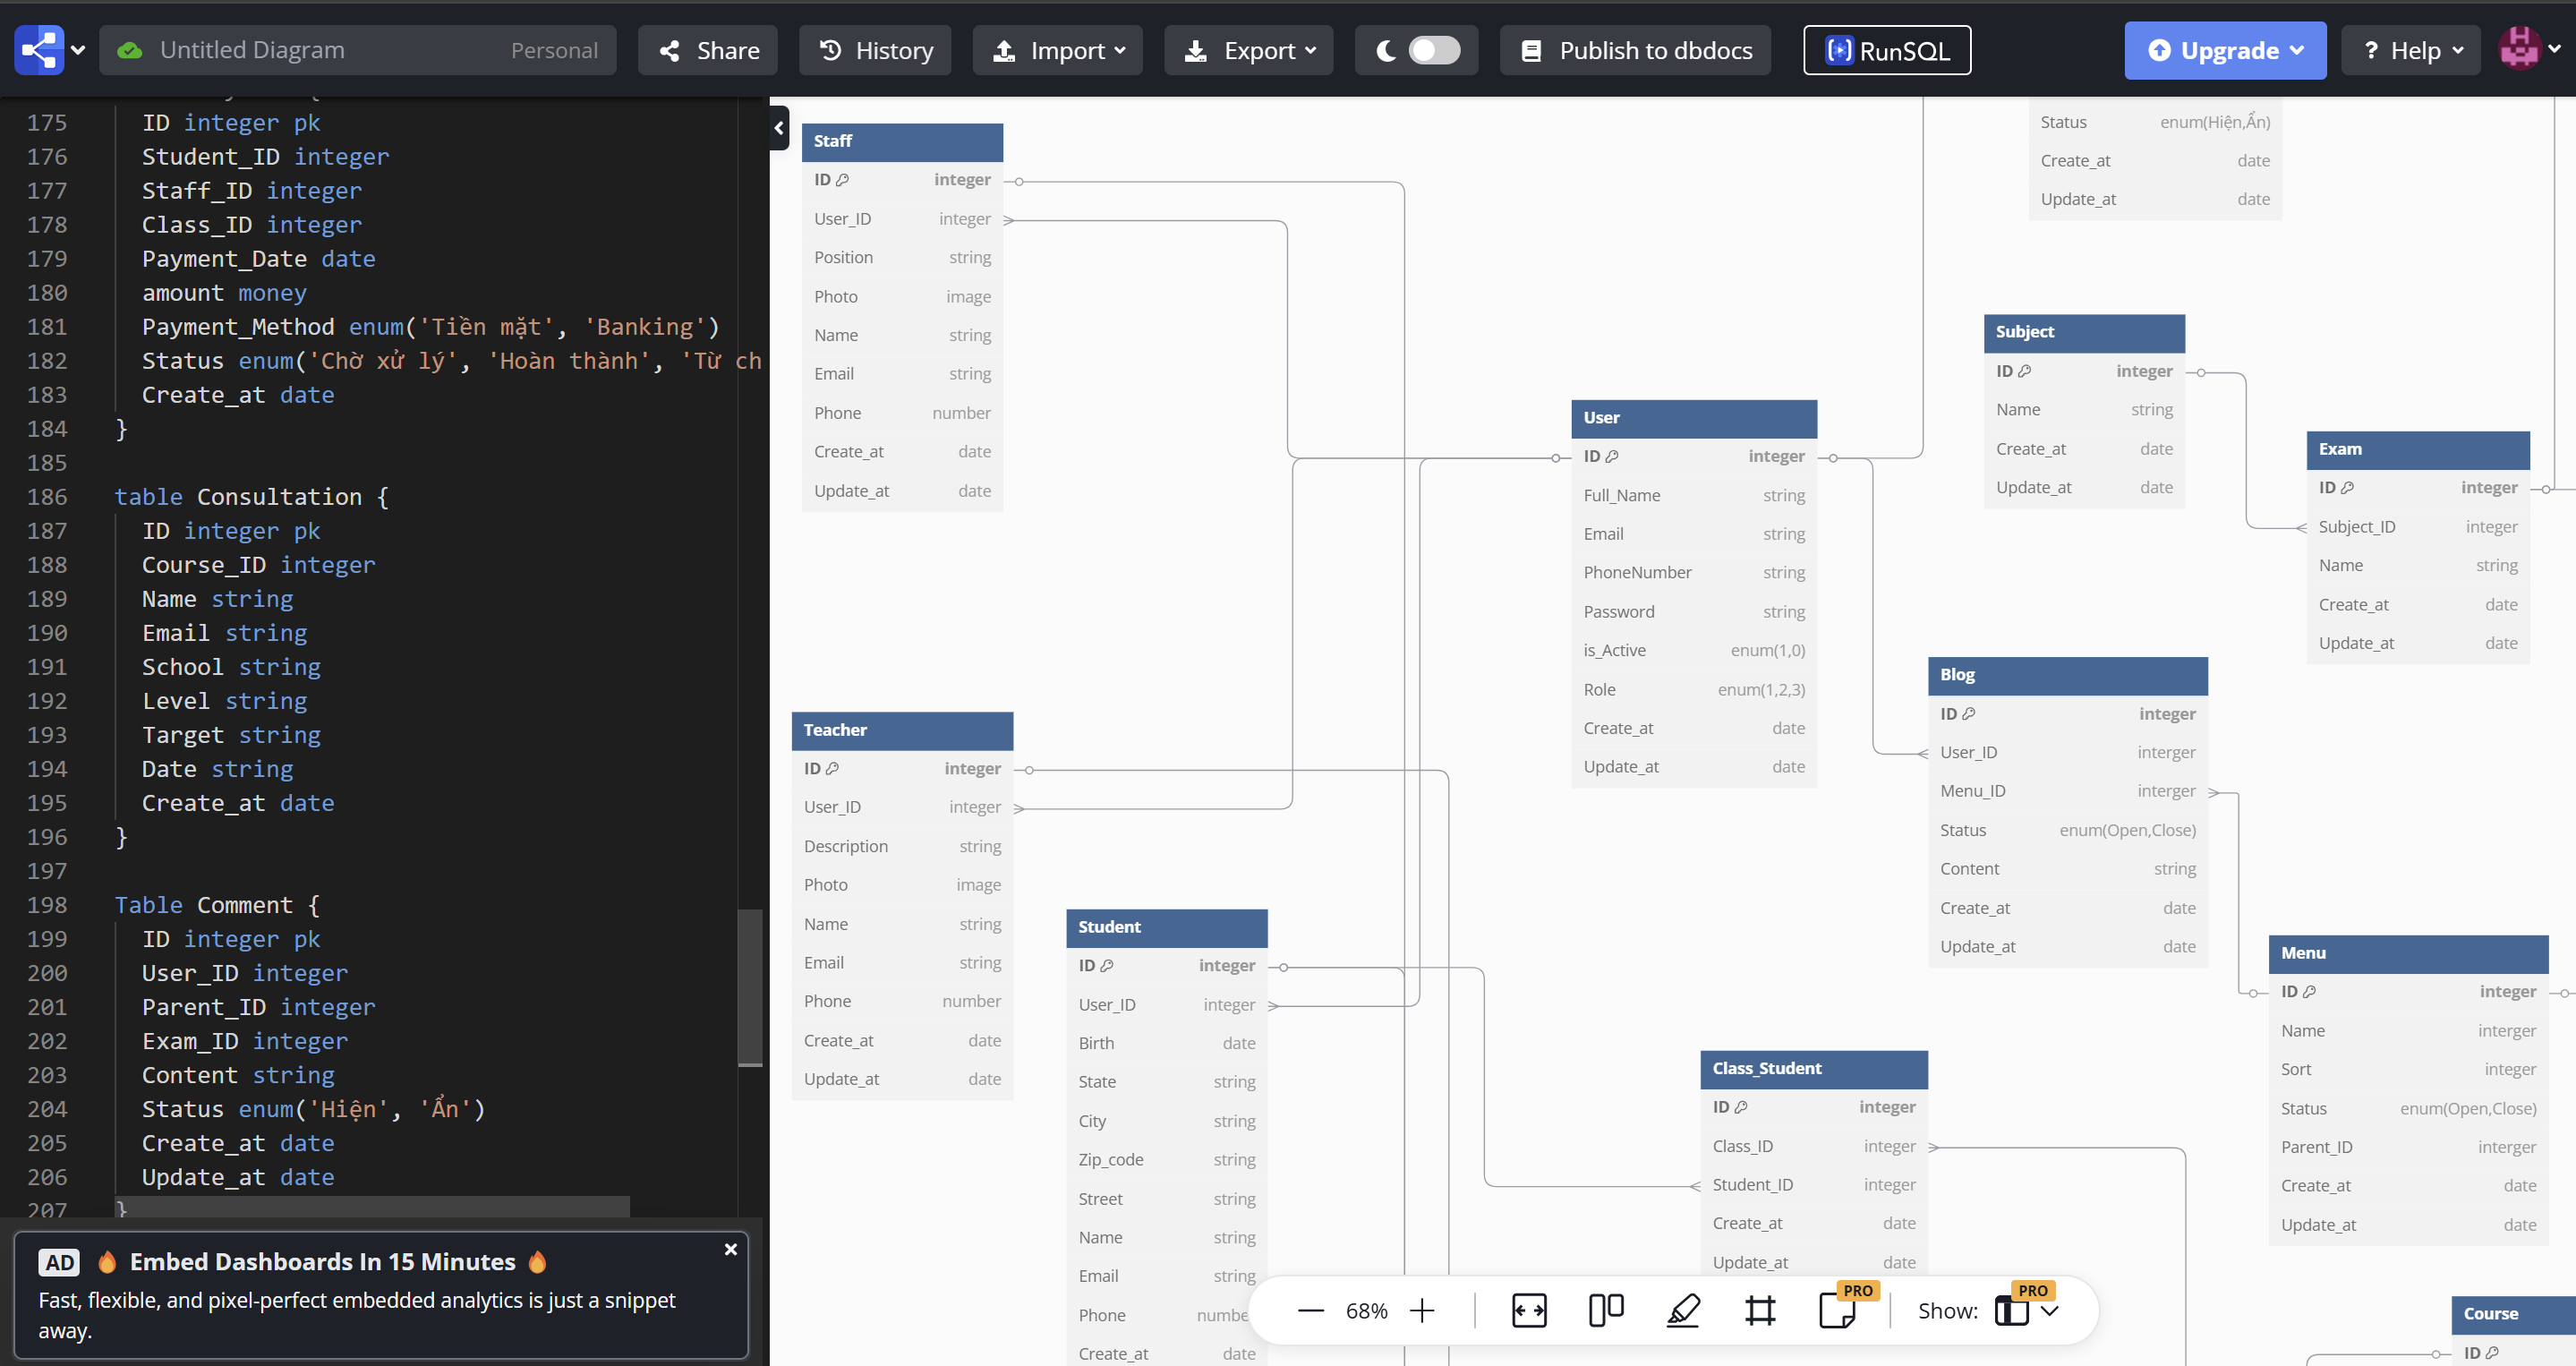 Untitled Diagram Personal Share History Import Export Publish to dbdocs RunSQL Upgrade ? Help
175 ID integer pk
176 Student_ID integer
177 Staff_ID integer
178 Class_ID integer
179 Payment_Date date
180 amount money
181 Payment_Method enum('Tiền mặt', 'Banking')
182 Status enum('Chờ xử lý', 'Hoàn thành', 'Từ ch
183 Create_at date
184 }
185
186 table Consultation {
187 ID integer pk
188 Course_ID integer
189 Name string
190 Email string
191 School string
192 Level string
193 Target string
194 Date string
195 Create_at date
196 }
197
198 Table Comment {
199 ID integer pk
200 User_ID integer
201 Parent_ID integer
202 Exam_ID integer
203 Content string
204 Status enum('Hiện', 'Ẩn')
205 Create_at date
206 Update_at date
207 }
AD Embed Dashboards In 15 Minutes
Fast, flexible, and pixel-perfect embedded analytics is just a snippet
away.
Staff
ID integer
User_ID integer
Position string
Photo image
Name string
Email string
Phone number
Create_at date
Update_at date
Teacher
ID integer
User_ID integer
Description string
Photo image
Name string
Email string
Phone number
Create_at date
Update_at date
Student
ID integer
User_ID integer
Birth date
State string
City string
Zip_code string
Street string
Name string
Email string
Phone numbe
Create_at date
User
ID integer
Full_Name string
Email string
PhoneNumber string
Password string
is_Active enum(1,0)
Role enum(1,2,3)
Create_at date
Update_at date
Status enum(Hiện,Ẩn)
Create_at date
Update_at date
Subject
ID integer
Name string
Create_at date
Update_at date
Exam
ID integer
Subject_ID integer
Name string
Create_at date
Update_at date
Blog
ID integer
User_ID interger
Menu_ID interger
Status enum(Open,Close)
Content string
Create_at date
Update_at date
Menu
ID integer
Name interger
Sort integer
Status enum(Open,Close)
Parent_ID interger
Create_at date
Update_at date
Class_Student
ID integer
Class_ID integer
Student_ID integer
Create_at date
Update_at date
Course
ID
68% PRO Show: PRO